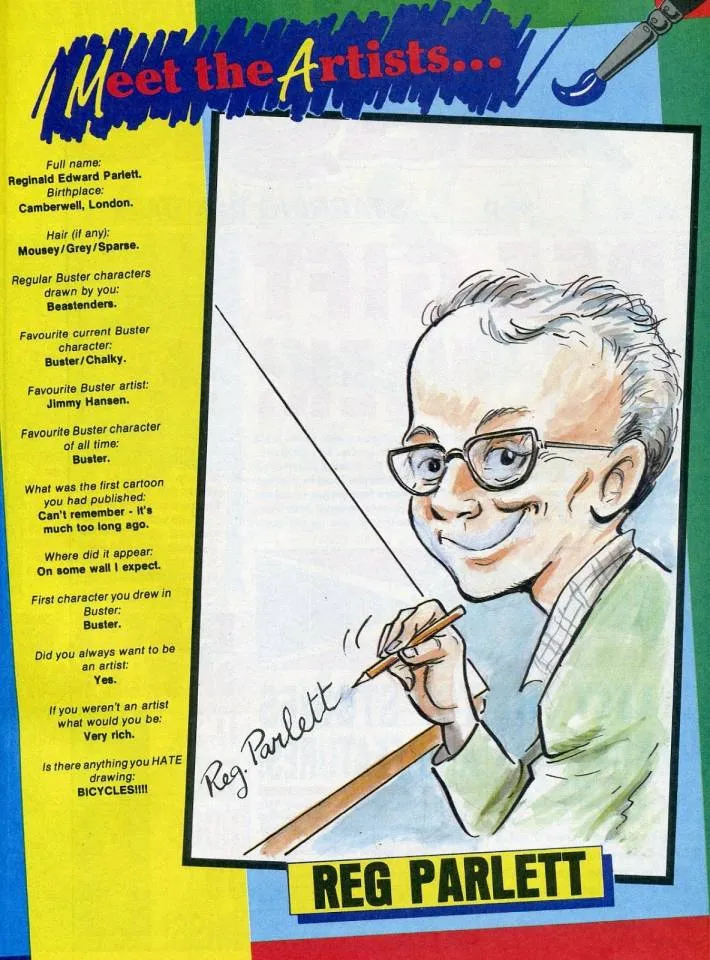 Meet the Artists...
Full name:
Reginald Edward Parlett.
Birthplace:
Camberwell, London.
Hair (if any):
Mousey/Grey/Sparse.
Regular Buster characters
drawn by you:
Beastenders.
Favourite current Buster
character:
Buster/Chalky.
Favourite Buster artist:
Jimmy Hansen.
Favourite Buster character
of all time:
Buster.
What was the first cartoon
you had published:
Can't remember - it's
much too long ago.
Where did it appear:
On some wall I expect.
First character you drew in
Buster:
Buster.
Did you always want to be
an artist:
Yes.
If you weren't an artist
what would you be:
Very rich.
Is there anything you HATE
drawing:
BICYCLES!!!!
Reg. Parlett
REG PARLETT